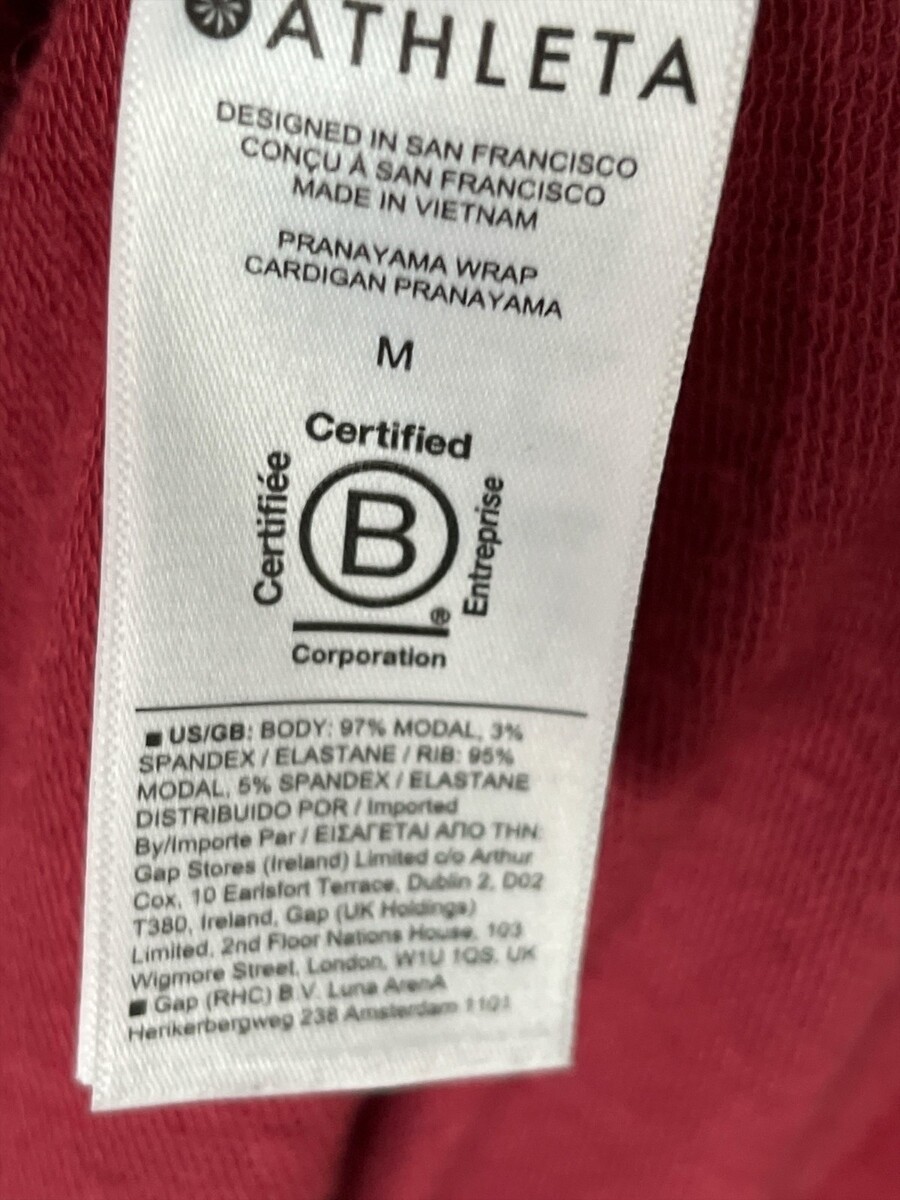 ATHLETA
DESIGNED IN SAN FRANCISCO
CONÇU À SAN FRANCISCO
MADE IN VIETNAM
PRANAYAMA WRAP
CARDIGAN PRANAYAMA
M
Certified
Certifiée
B
Entreprise
®
Corporation
US/GB: BODY: 97% MODAL, 3%
SPANDEX / ELASTANE / RIB: 95%
MODAL, 5% SPANDEX / ELASTANE
DISTRIBUIDO POR / Imported
By/Importe Par / ΕΙΣΑΓΕΤΑΙ ΑΠΟ ΤΗΝ:
Gap Stores (Ireland) Limited c/o Arthur
Cox, 10 Earlsfort Terrace, Dublin 2, D02
T380, Ireland, Gap (UK Holdings)
Limited, 2nd Floor Nations House, 103
Wigmore Street, London, W1U 1QS, UK
Gap (RHC) B.V. Luna ArenA
Herikerbergweg 238 Amsterdam 1101